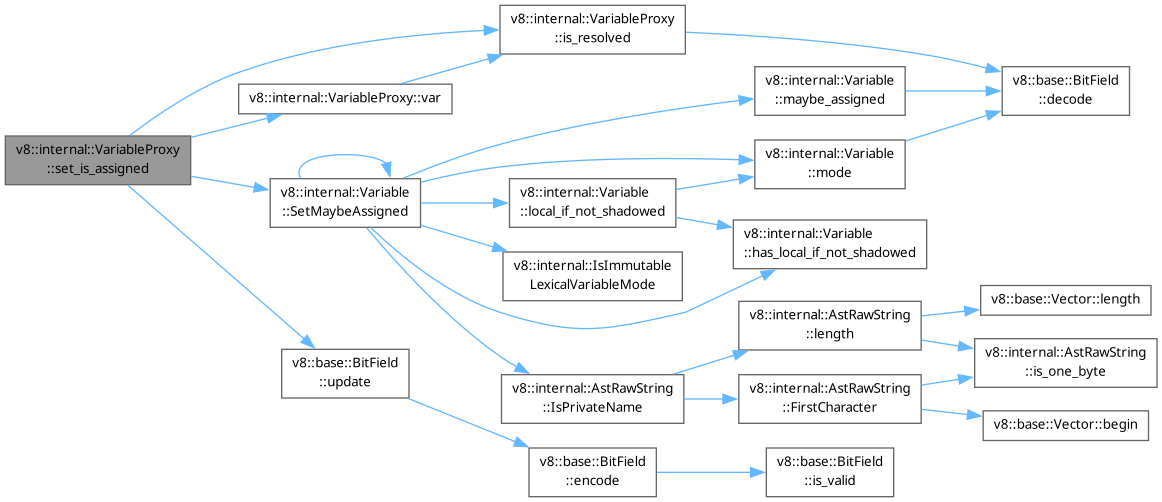 v8::internal::VariableProxy
::set_is_assigned
v8::internal::VariableProxy
::is_resolved
v8::internal::VariableProxy::var
v8::internal::Variable
::SetMaybeAssigned
v8::base::BitField
::update
v8::internal::Variable
::maybe_assigned
v8::internal::Variable
::mode
v8::internal::Variable
::local_if_not_shadowed
v8::internal::Variable
::has_local_if_not_shadowed
v8::internal::IsImmutable
LexicalVariableMode
v8::internal::AstRawString
::IsPrivateName
v8::internal::AstRawString
::length
v8::internal::AstRawString
::FirstCharacter
v8::base::BitField
::encode
v8::base::BitField
::is_valid
v8::base::BitField
::decode
v8::base::Vector::length
v8::internal::AstRawString
::is_one_byte
v8::base::Vector::begin